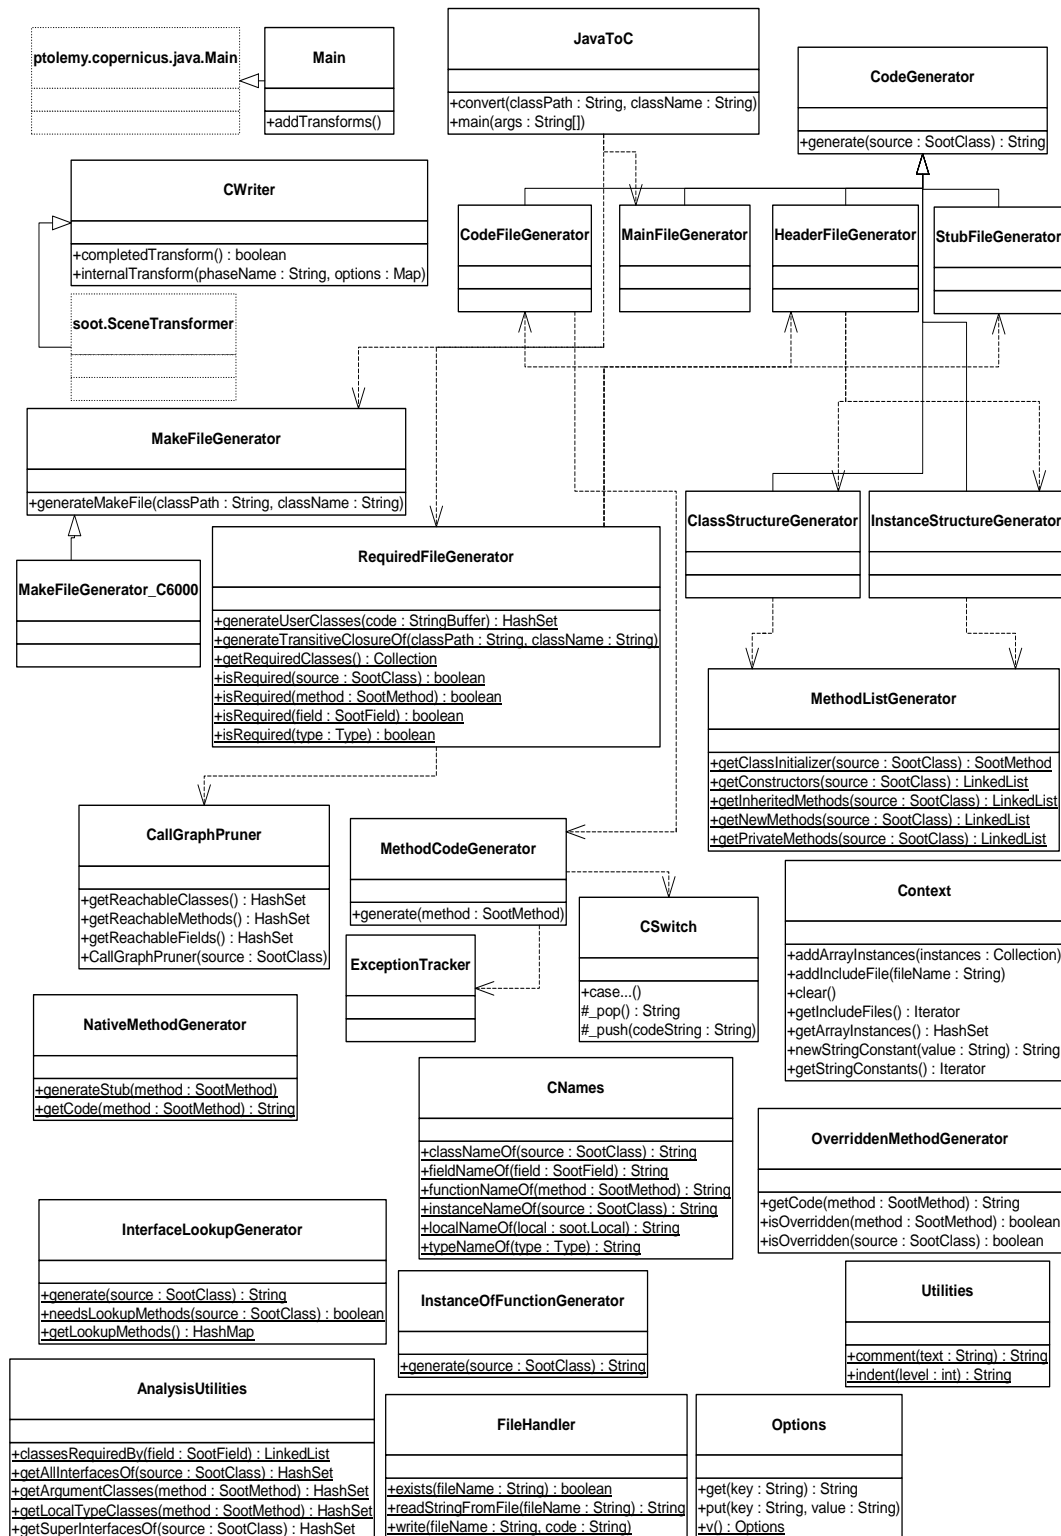 ptolemy.copernicus.java.Main
Main
+addTransforms()
JavaToC
+convert(classPath : String, className : String)
+main(args : String[])
CodeGenerator
+generate(source : SootClass) : String
CWriter
+completedTransform() : boolean
+internalTransform(phaseName : String, options : Map)
CodeFileGenerator
MainFileGenerator
HeaderFileGenerator
StubFileGenerator
soot.SceneTransformer
MakeFileGenerator
+generateMakeFile(classPath : String, className : String)
MakeFileGenerator_C6000
RequiredFileGenerator
+generateUserClasses(code : StringBuffer) : HashSet
+generateTransitiveClosureOf(classPath : String, className : String)
+getRequiredClasses() : Collection
+isRequired(source : SootClass) : boolean
+isRequired(method : SootMethod) : boolean
+isRequired(field : SootField) : boolean
+isRequired(type : Type) : boolean
ClassStructureGenerator
InstanceStructureGenerator
MethodListGenerator
+getClassInitializer(source : SootClass) : SootMethod
+getConstructors(source : SootClass) : LinkedList
+getInheritedMethods(source : SootClass) : LinkedList
+getNewMethods(source : SootClass) : LinkedList
+getPrivateMethods(source : SootClass) : LinkedList
CallGraphPruner
+getReachableClasses() : HashSet
+getReachableMethods() : HashSet
+getReachableFields() : HashSet
+CallGraphPruner(source : SootClass)
MethodCodeGenerator
+generate(method : SootMethod)
ExceptionTracker
CSwitch
+case...()
#_pop() : String
#_push(codeString : String)
Context
+addArrayInstances(instances : Collection)
+addIncludeFile(fileName : String)
+clear()
+getIncludeFiles() : Iterator
+getArrayInstances() : HashSet
+newStringConstant(value : String) : String
+getStringConstants() : Iterator
NativeMethodGenerator
+generateStub(method : SootMethod)
+getCode(method : SootMethod) : String
CNames
+classNameOf(source : SootClass) : String
+fieldNameOf(field : SootField) : String
+functionNameOf(method : SootMethod) : String
+instanceNameOf(source : SootClass) : String
+localNameOf(local : soot.Local) : String
+typeNameOf(type : Type) : String
OverriddenMethodGenerator
+getCode(method : SootMethod) : String
+isOverridden(method : SootMethod) : boolean
+isOverridden(source : SootClass) : boolean
InterfaceLookupGenerator
+generate(source : SootClass) : String
+needsLookupMethods(source : SootClass) : boolean
+getLookupMethods() : HashMap
InstanceOfFunctionGenerator
+generate(source : SootClass) : String
Utilities
+comment(text : String) : String
+indent(level : int) : String
AnalysisUtilities
+classesRequiredBy(field : SootField) : LinkedList
+getAllInterfacesOf(source : SootClass) : HashSet
+getArgumentClasses(method : SootMethod) : HashSet
+getLocalTypeClasses(method : SootMethod) : HashSet
+getSuperInterfacesOf(source : SootClass) : HashSet
FileHandler
+exists(fileName : String) : boolean
+readStringFromFile(fileName : String) : String
+write(fileName : String, code : String)
Options
+get(key : String) : String
+put(key : String, value : String)
+v() : Options